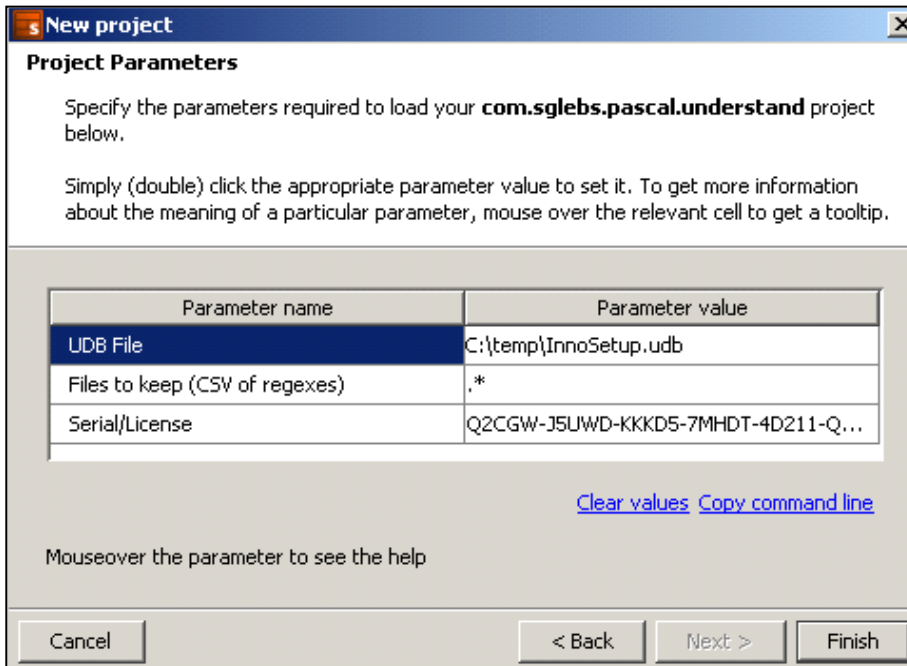 s New project
Project Parameters
Specify the parameters required to load your com.sglebs.pascal.understand project
below.
Simply (double) click the appropriate parameter value to set it. To get more information
about the meaning of a particular parameter, mouse over the relevant cell to get a tooltip.
Parameter name Parameter value
UDB File C:\temp\InnoSetup.udb
Files to keep (CSV of regexes) .*
Serial/License Q2CGW-J5UWD-KKKD5-7MHDT-4D211-Q...
Clear values Copy command line
Mouseover the parameter to see the help
Cancel < Back Next > Finish